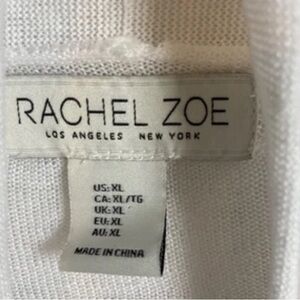 RACHEL ZOE
LOS ANGELES NEW YORK
US: XL
CA: XL/TG
UK: XL
EU: XL
AU: XL
MADE IN CHINA